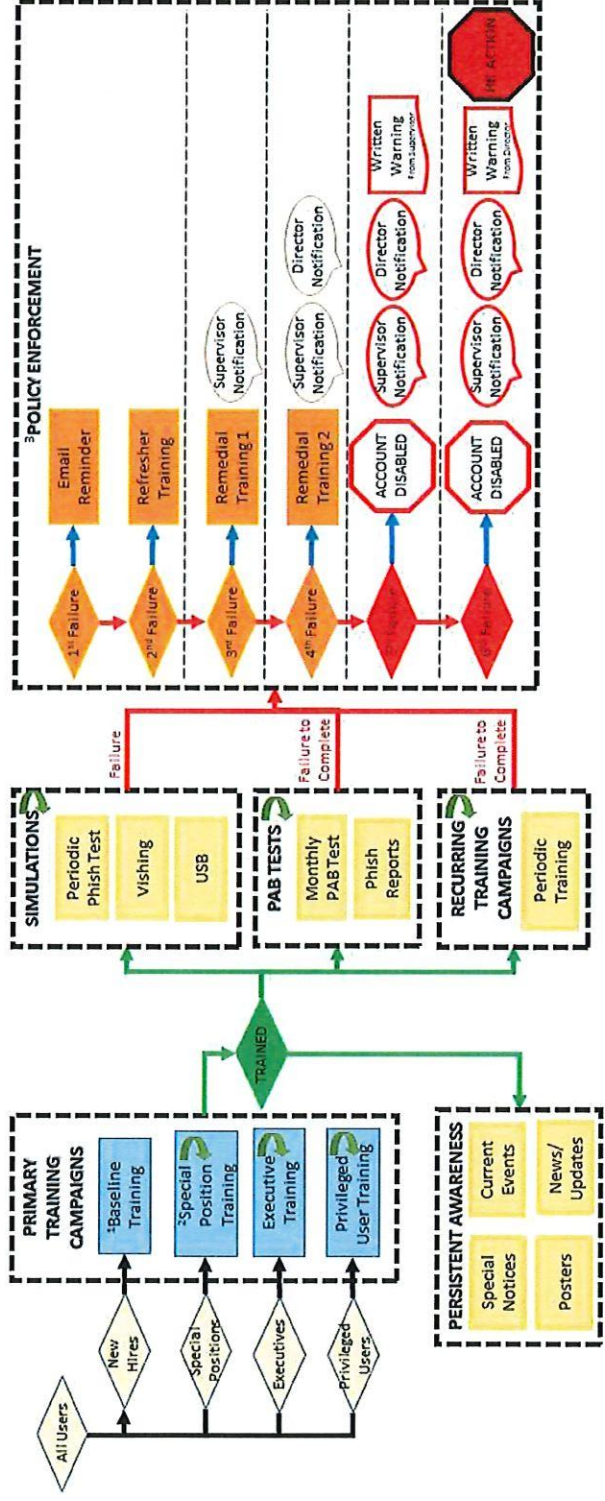 All Users
New
Hires
Special
Positions
Executives
Privileged
Users
PRIMARY
TRAINING
CAMPAIGNS
¹Baseline
Training
²Special
Position
Training
Executive
Training
Privileged
User Training
TRAINED
PERSISTENT AWARENESS
Special
Notices
Current
Events
Posters
News/
Updates
SIMULATIONS
Periodic
Phish Test
Vishing
USB
Failure
PAB TESTS
Monthly
PAB Test
Phish
Reports
Failure to
Complete
RECURRING
TRAINING
CAMPAIGNS
Periodic
Training
Failure to
Complete
³POLICY ENFORCEMENT
1st Failure
Email
Reminder
2nd Failure
Refresher
Training
3rd Failure
Remedial
Training 1
Supervisor
Notification
4th Failure
Remedial
Training 2
Supervisor
Notification
Director
Notification
5th Failure
ACCOUNT
DISABLED
Supervisor
Notification
Director
Notification
Written
Warning
From Supervisor
6th Failure
ACCOUNT
DISABLED
Supervisor
Notification
Director
Notification
Written
Warning
From Director
ACTION